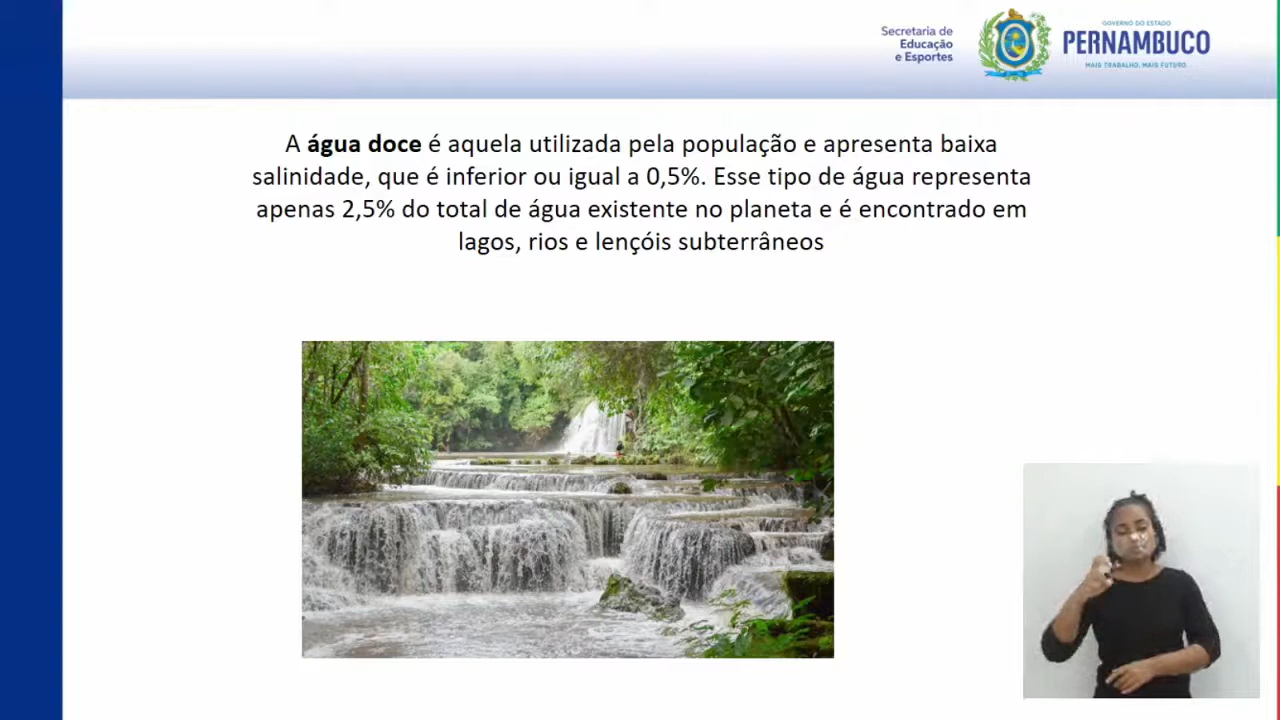 Secretaria de
Educação
e Esportes
GOVERNO DO ESTADO
PERNAMBUCO
MAIS TRABALHO, MAIS FUTURO.
A água doce é aquela utilizada pela população e apresenta baixa
salinidade, que é inferior ou igual a 0,5%. Esse tipo de água representa
apenas 2,5% do total de água existente no planeta e é encontrado em
lagos, rios e lençóis subterrâneos